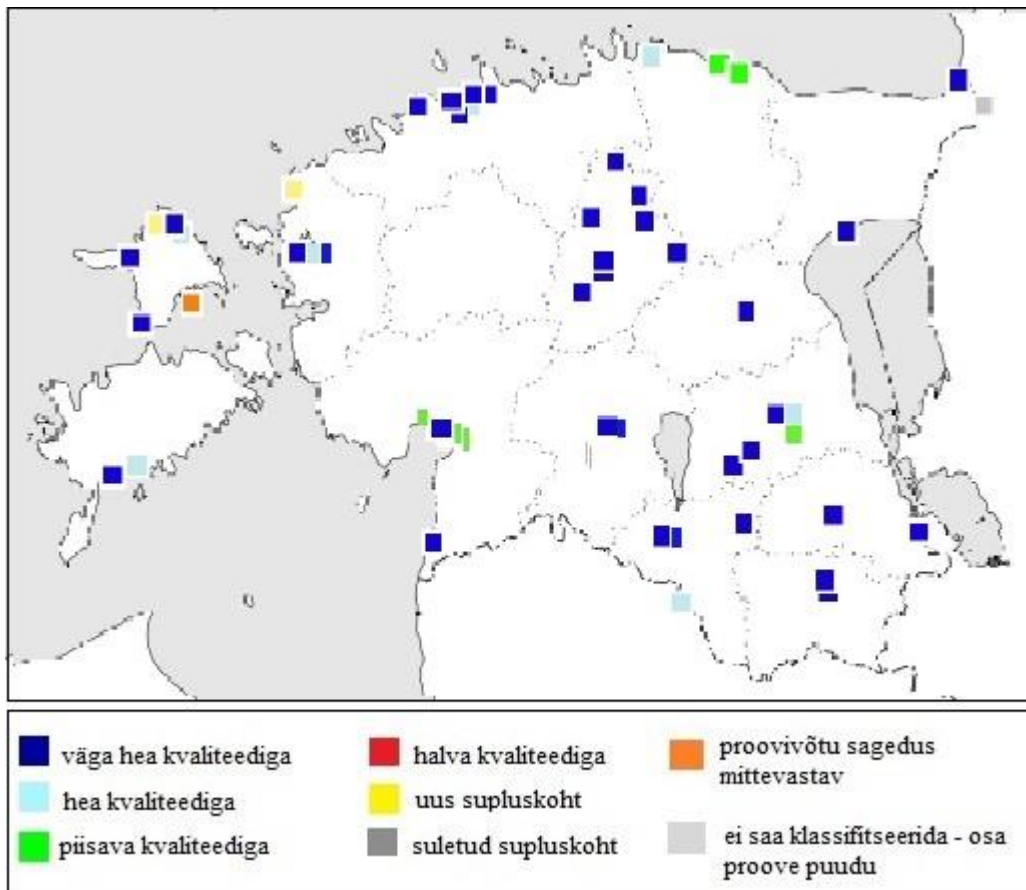 väga hea kvaliteediga
hea kvaliteediga
piisava kvaliteediga
halva kvaliteediga
uus supluskoht
suletud supluskoht
proovivõtu sagedus
mittevastav
ei saa klassifitseerida - osa
proove puudu